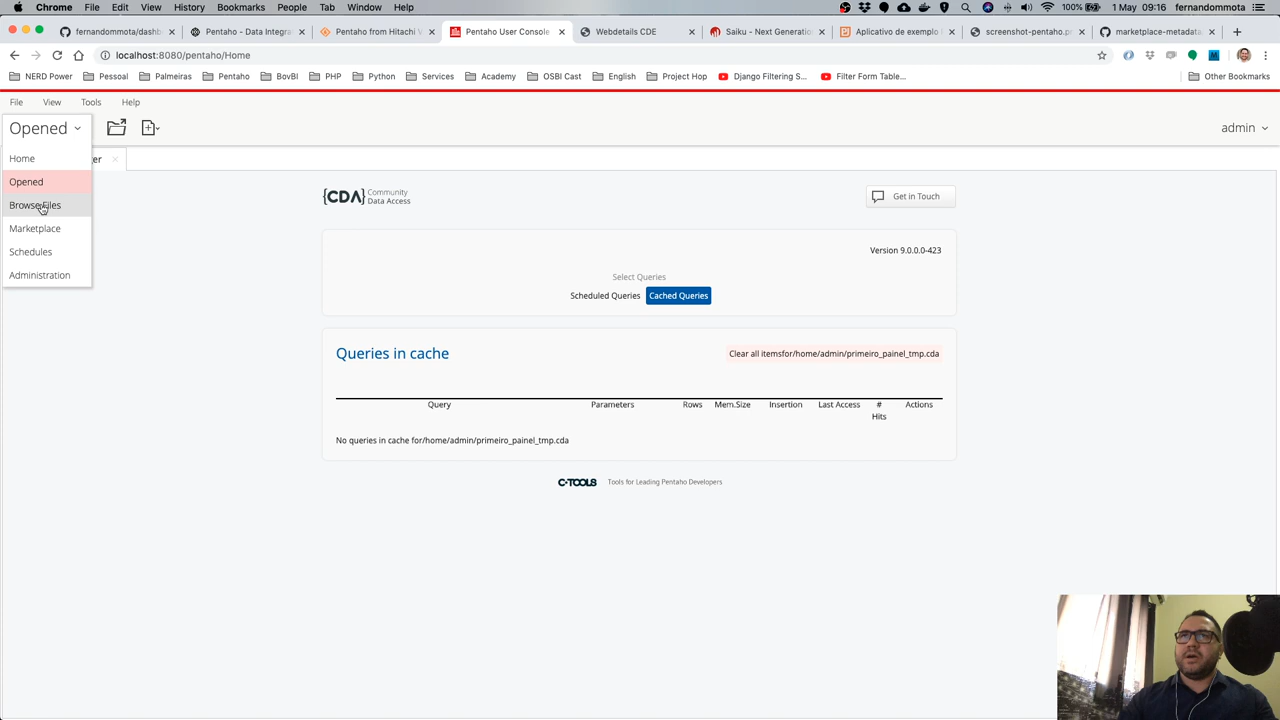 Chrome File Edit View History Bookmarks People Tab Window Help 100% 1 May 09:16 fernandommota
fernandommota/dashb Pentaho - Data Integra Pentaho from Hitachi V Pentaho User Console Webdetails CDE Saiku - Next Generation Aplicativo de exemplo screenshot-pentaho.pr marketplace-metadata.
localhost:8080/pentaho/Home
NERD Power Pessoal Palmeiras Pentaho BovBI PHP Python Services Academy OSBI Cast English Project Hop Django Filtering S... Filter Form Table... Other Bookmarks
File View Tools Help
Opened admin
ger
Home
Opened
Browse Files
Marketplace
Schedules
Administration
{CDA} Community Data Access
Get in Touch
Version 9.0.0.0-423
Select Queries
Scheduled Queries Cached Queries
Queries in cache Clear all itemsfor/home/admin/primeiro_painel_tmp.cda
Query Parameters Rows Mem.Size Insertion Last Access # Hits Actions
No queries in cache for/home/admin/primeiro_painel_tmp.cda
C-TOOLS Tools for Leading Pentaho Developers